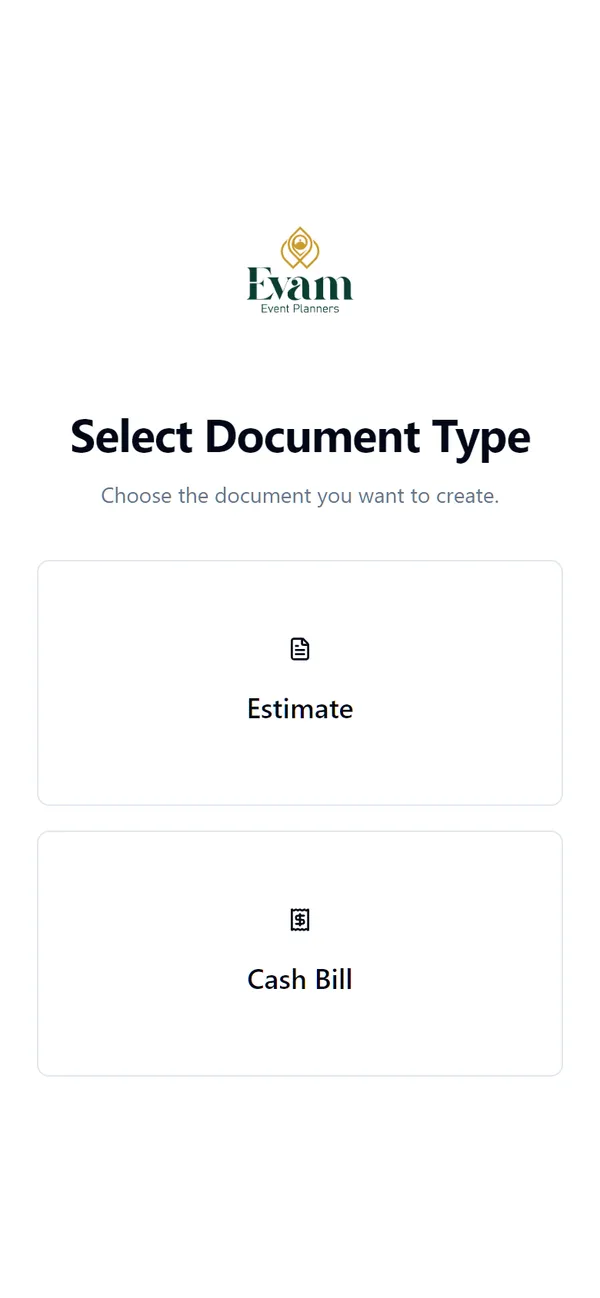 Evam
Event Planners
Select Document Type
Choose the document you want to create.
Estimate
Cash Bill